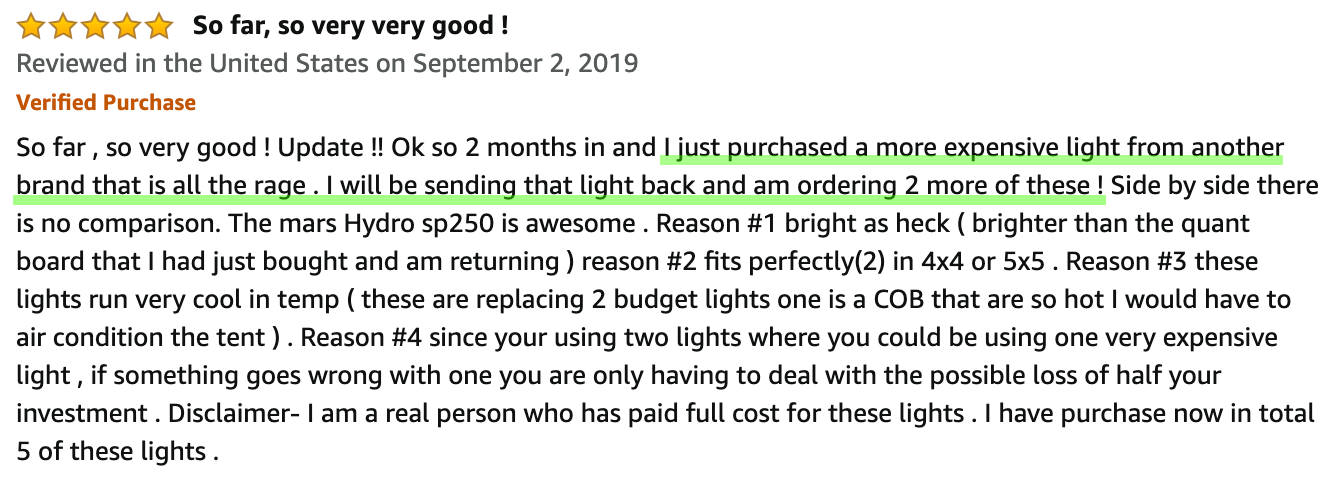 So far, so very very good !
Reviewed in the United States on September 2, 2019
Verified Purchase
So far , so very good ! Update !! Ok so 2 months in and I just purchased a more expensive light from another
brand that is all the rage . I will be sending that light back and am ordering 2 more of these ! Side by side there
is no comparison. The mars Hydro sp250 is awesome . Reason #1 bright as heck ( brighter than the quant
board that I had just bought and am returning ) reason #2 fits perfectly(2) in 4x4 or 5x5 . Reason #3 these
lights run very cool in temp ( these are replacing 2 budget lights one is a COB that are so hot I would have to
air condition the tent ) . Reason #4 since your using two lights where you could be using one very expensive
light , if something goes wrong with one you are only having to deal with the possible loss of half your
investment . Disclaimer- I am a real person who has paid full cost for these lights . I have purchase now in total
5 of these lights .